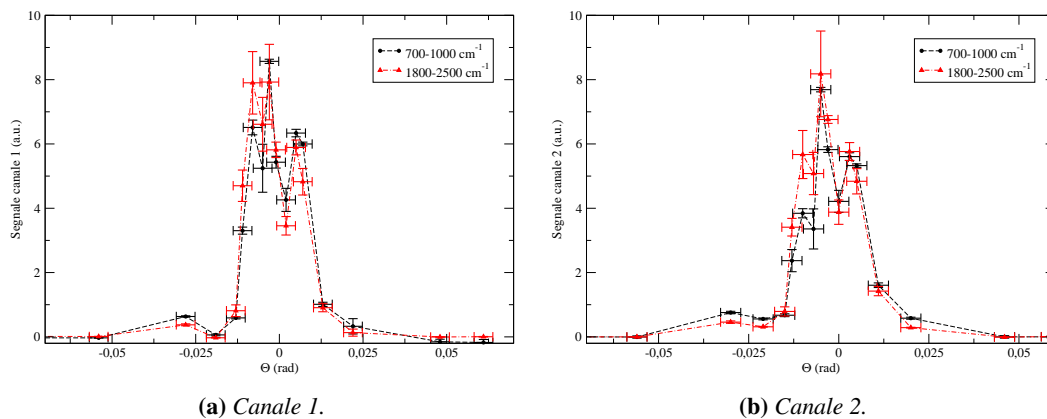 10
8
6
4
2
0
Segnale canale 1 (a.u.)
700-1000 cm⁻¹
1800-2500 cm⁻¹
-0,05 -0,025 0 0,025 0,05
Θ (rad)
(a) Canale 1.
10
8
6
4
2
0
Segnale canale 2 (a.u.)
700-1000 cm⁻¹
1800-2500 cm⁻¹
-0,05 -0,025 0 0,025 0,05
Θ (rad)
(b) Canale 2.